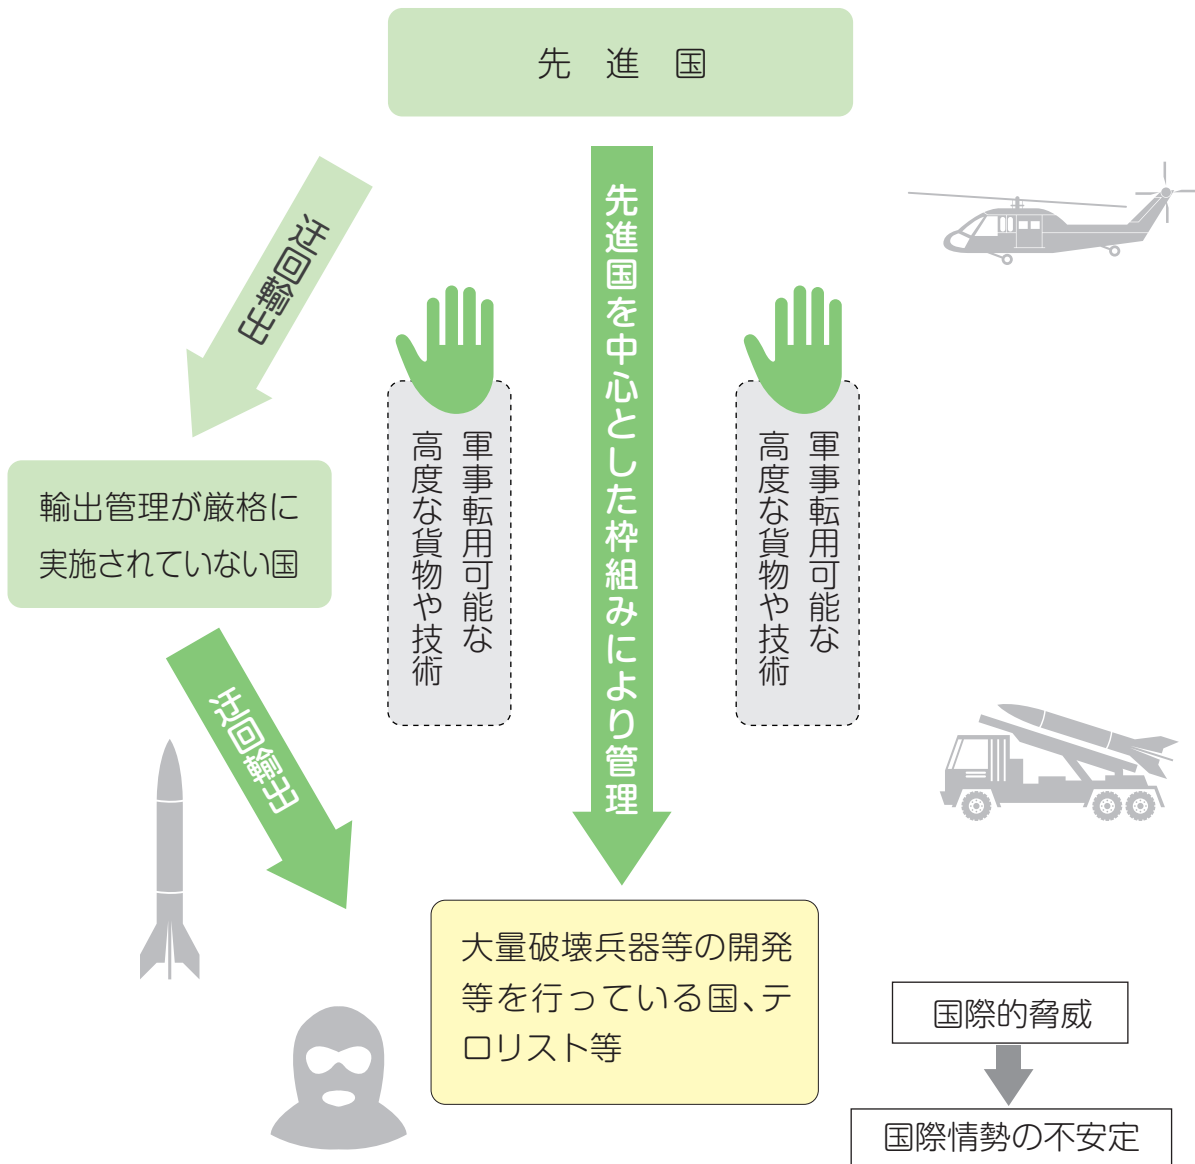 先進国
迂回輸出
先進国を中心とした枠組みにより管理
軍事転用可能な
高度な貨物や技術
軍事転用可能な
高度な貨物や技術
輸出管理が厳格に
実施されていない国
迂回輸出
大量破壊兵器等の開発
等を行っている国、テ
ロリスト等
国際的脅威
国際情勢の不安定